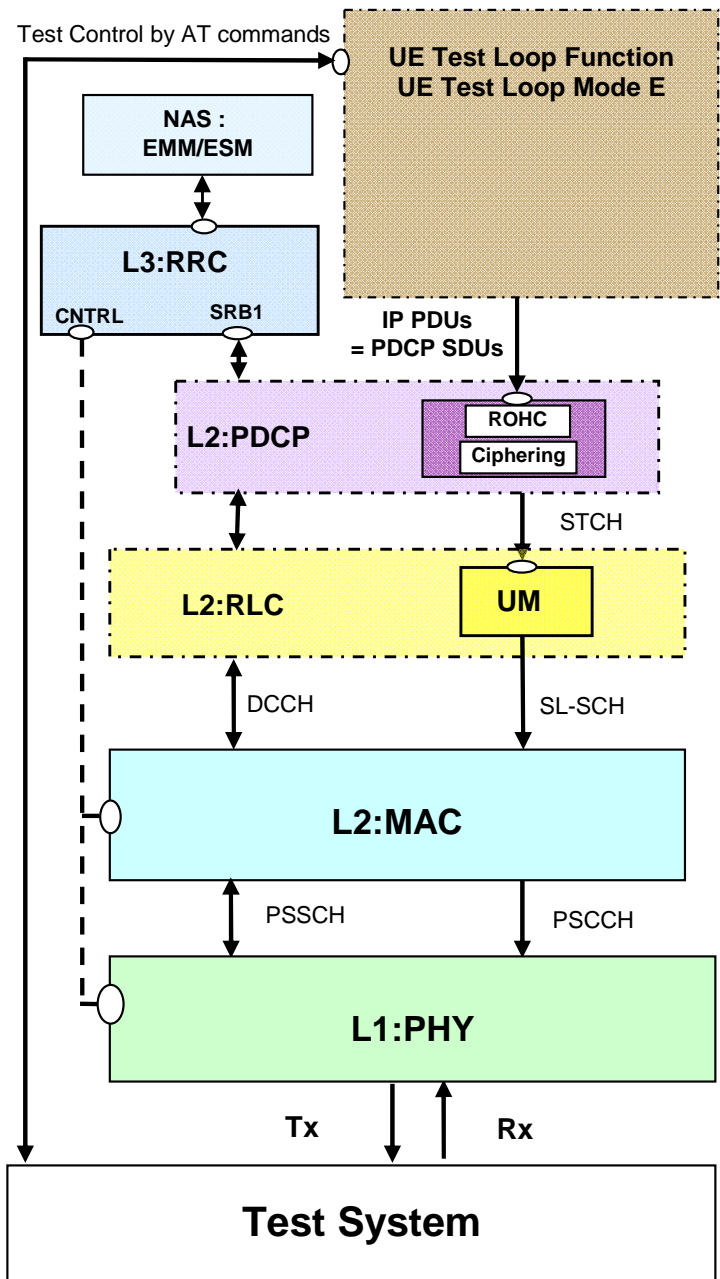 Test Control by AT commands
UE Test Loop Function
UE Test Loop Mode E
NAS :
EMM/ESM
L3:RRC
CNTRL
SRB1
IP PDUs
= PDCP SDUs
L2:PDCP
ROHC
Ciphering
STCH
L2:RLC
UM
DCCH
SL-SCH
L2:MAC
PSSCH
PSCCH
L1:PHY
Tx
Rx
Test System